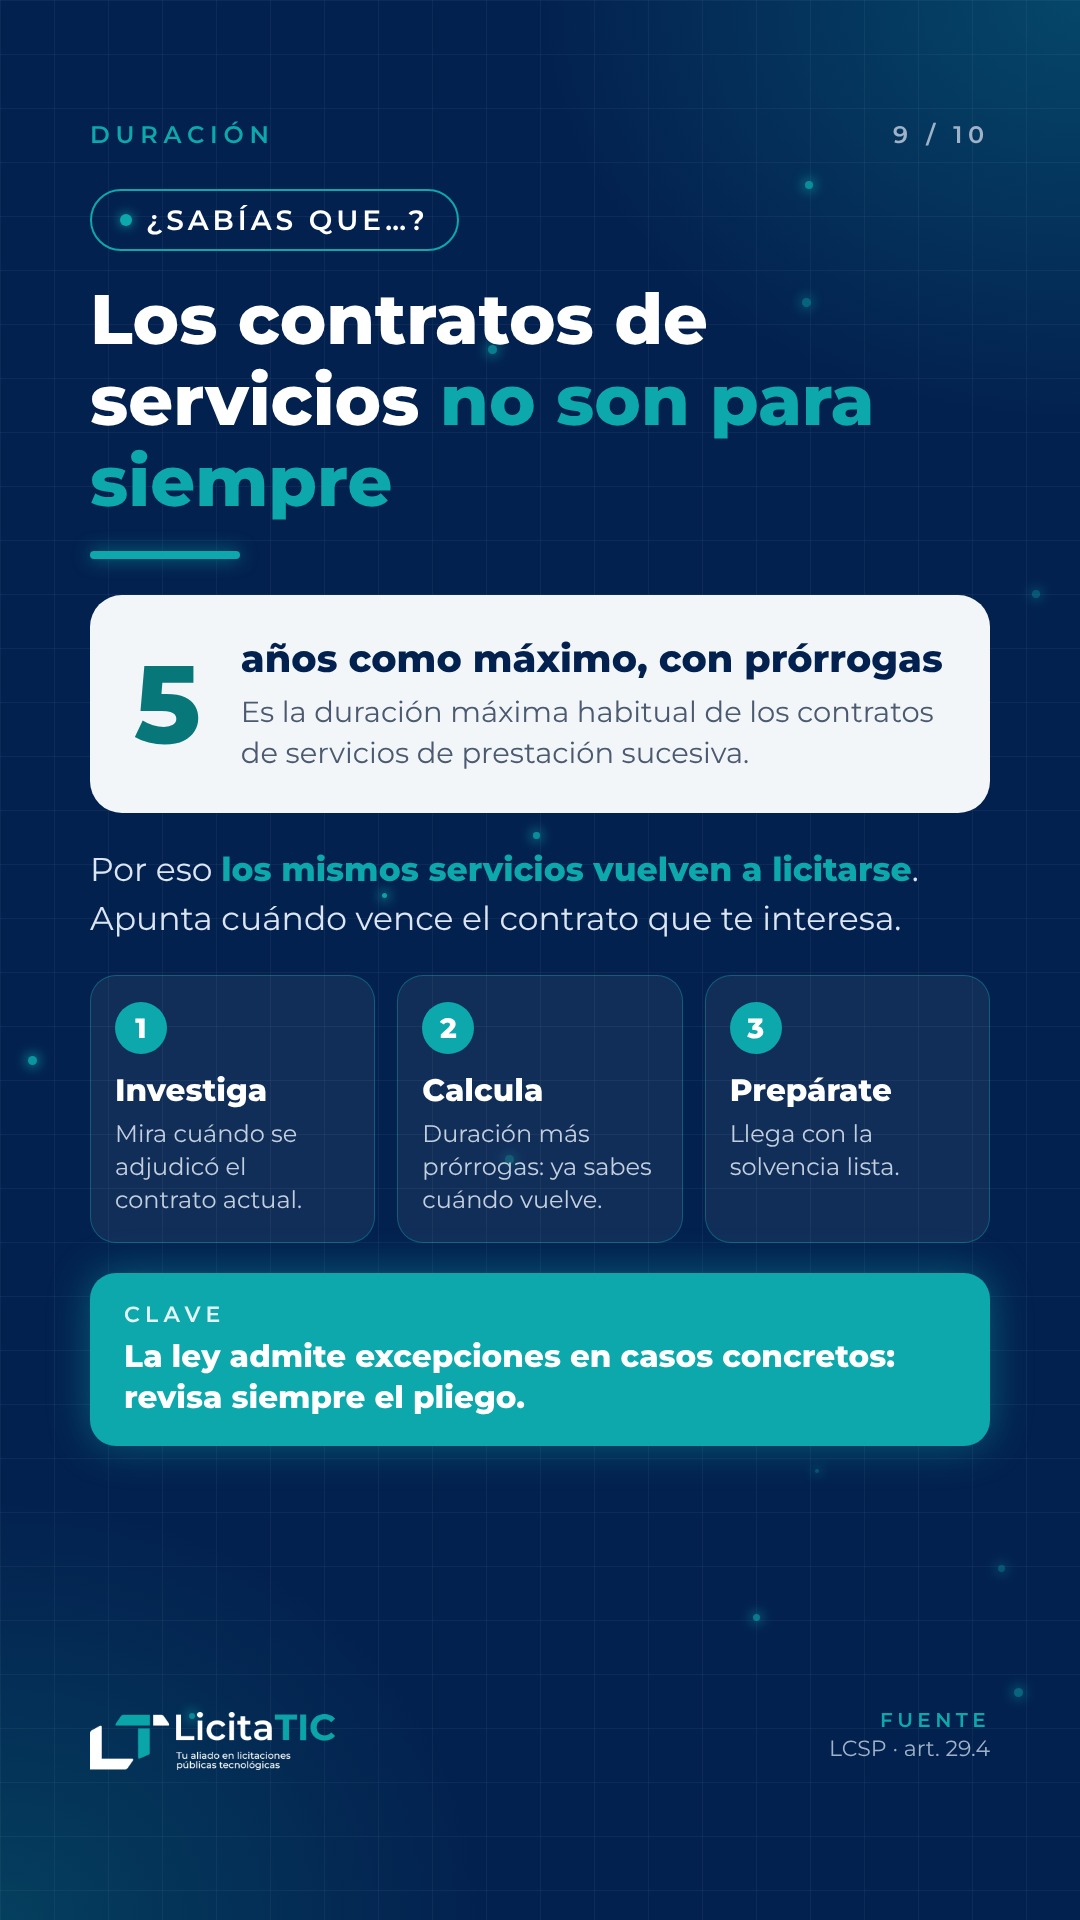 DURACIÓN
9 / 10
¿SABÍAS QUE...?
Los contratos de
servicios no son para
siempre
5
años como máximo, con prórrogas
Es la duración máxima habitual de los contratos
de servicios de prestación sucesiva.
Por eso los mismos servicios vuelven a licitarse.
Apunta cuándo vence el contrato que te interesa.
1
Investiga
Mira cuándo se
adjudicó el
contrato actual.
2
Calcula
Duración más
prórrogas: ya sabes
cuándo vuelve.
3
Prepárate
Llega con la
solvencia lista.
CLAVE
La ley admite excepciones en casos concretos:
revisa siempre el pliego.
LicitaTIC
Tu aliado en licitaciones
públicas tecnológicas
FUENTE
LCSP · art. 29.4